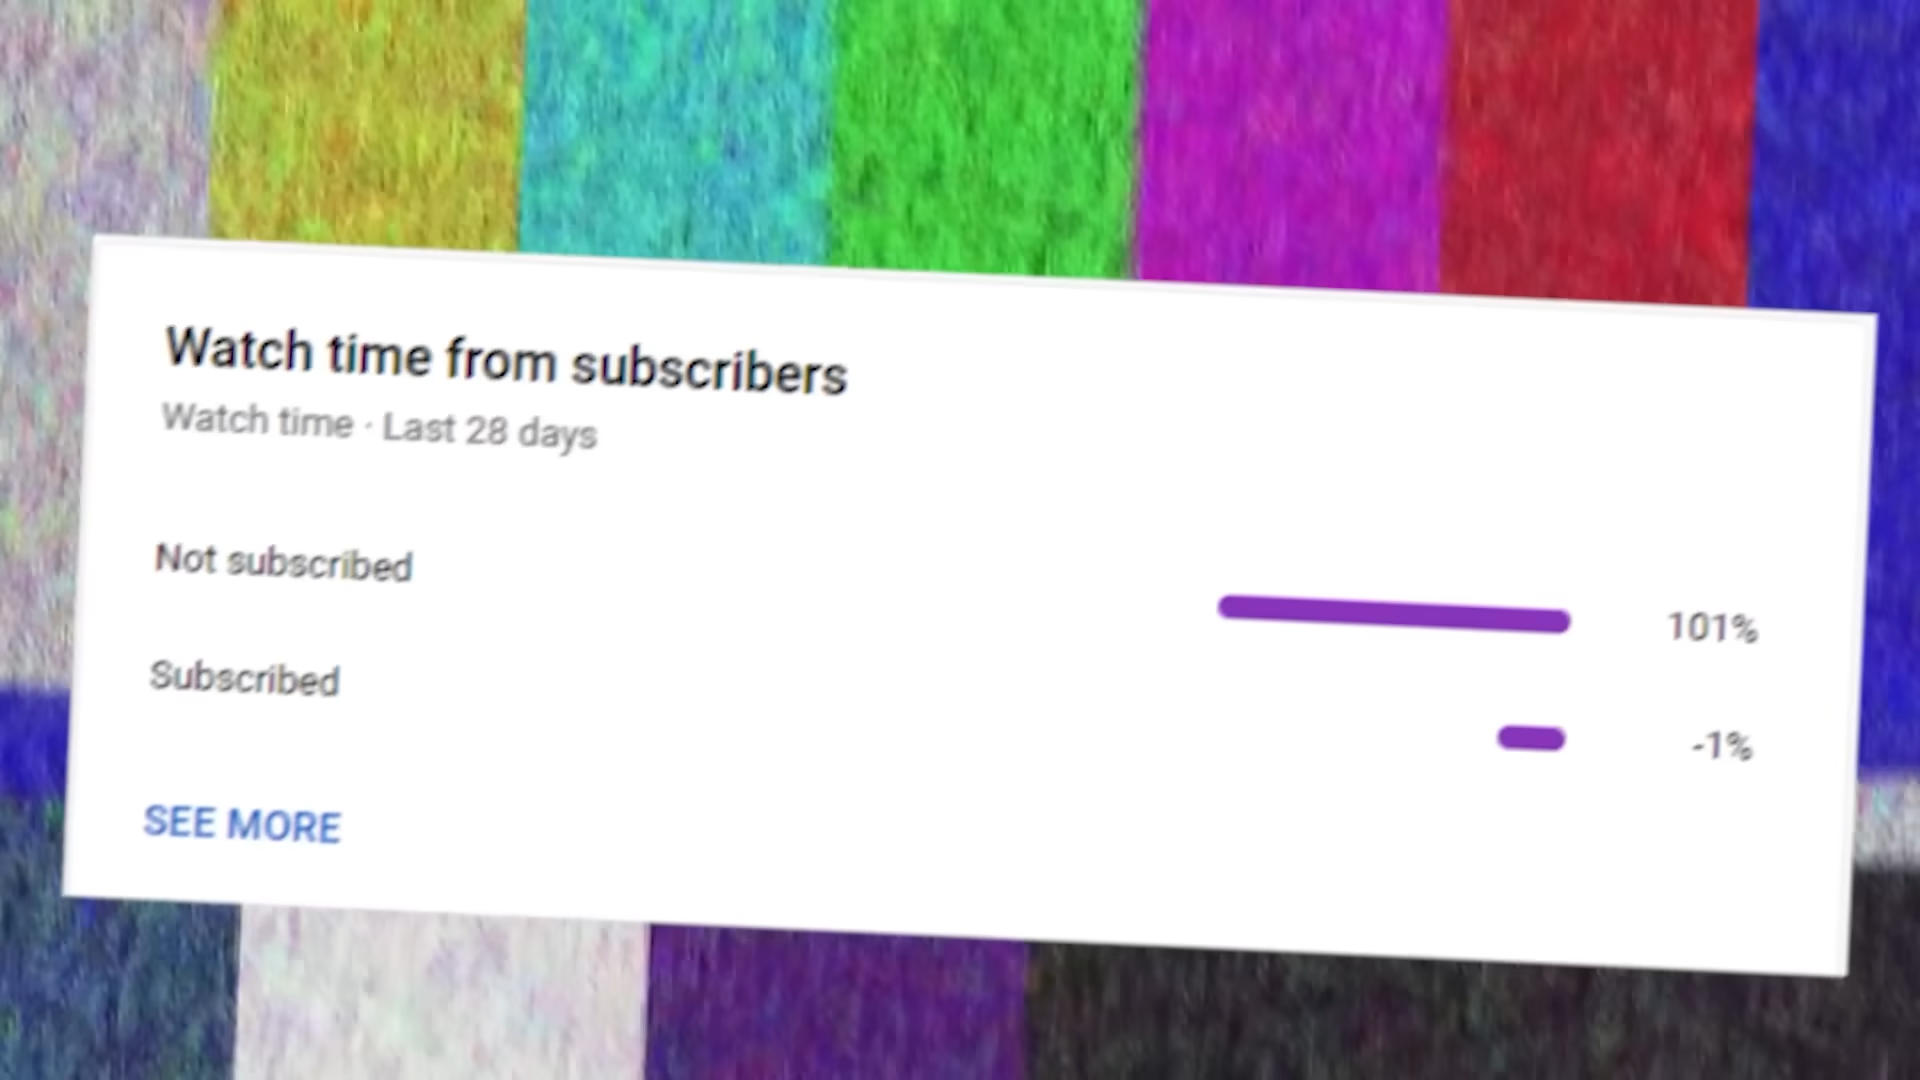 Watch time from subscribers
Watch time · Last 28 days
Not subscribed
101%
Subscribed
-1%
SEE MORE